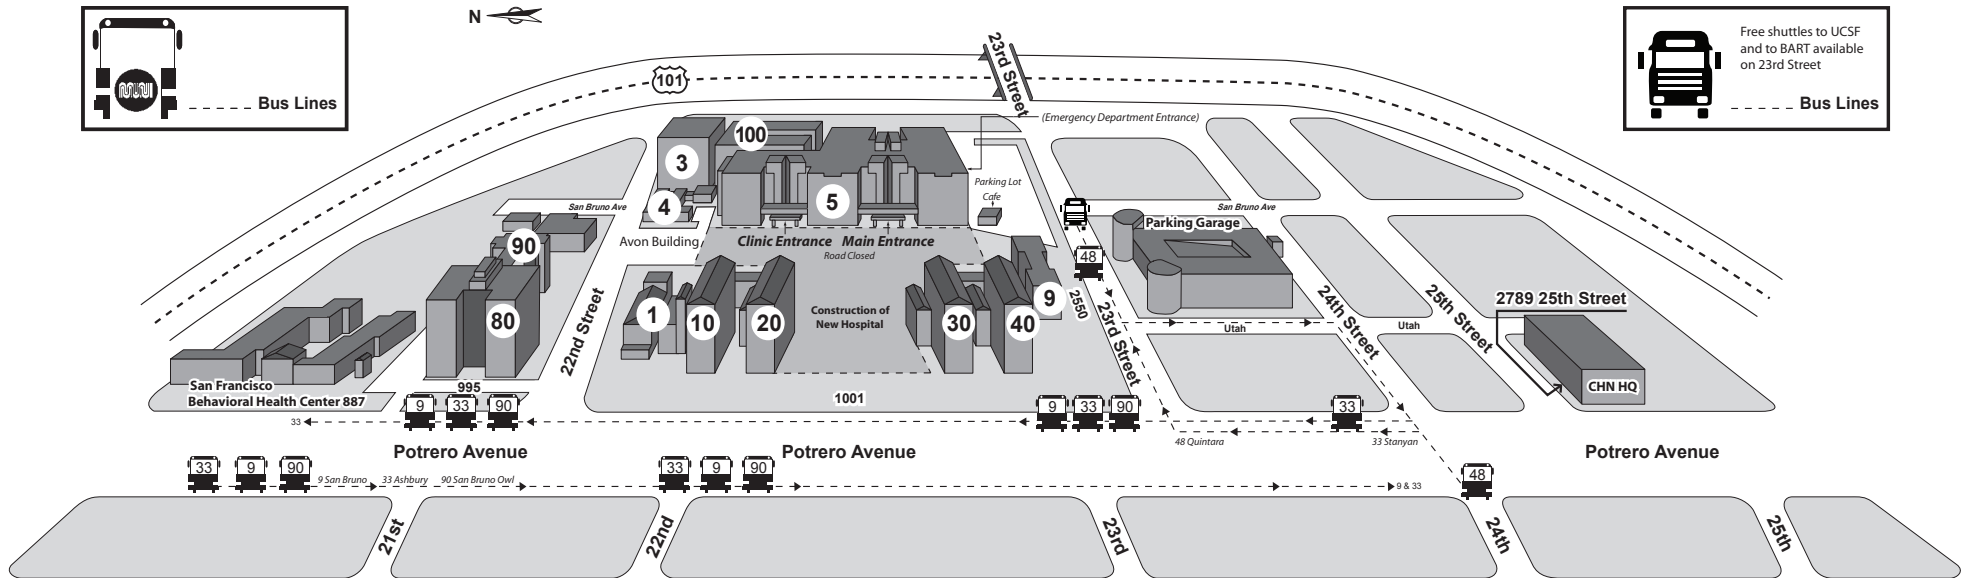 N
MUNI
Bus Lines
101
23rd Street
Free shuttles to UCSF
and to BART available
on 23rd Street
Bus Lines
(Emergency Department Entrance)
100
3
5
4
Parking Lot
Cafe
San Bruno Ave
San Bruno Ave
Avon Building
Clinic Entrance
Main Entrance
Road Closed
Parking Garage
90
48
80
22nd Street
1
10
20
Construction of
New Hospital
30
40
9
2550
23rd Street
Utah
24th Street
Utah
25th Street
2789 25th Street
CHN HQ
San Francisco
Behavioral Health Center 887
995
1001
9
33
90
9
33
90
33
33
48 Quintara
33 Stanyan
Potrero Avenue
Potrero Avenue
Potrero Avenue
33
9
90
9 San Bruno
33 Ashbury
90 San Bruno Owl
33
9
90
9 & 33
48
21st
22nd
23rd
24th
25th